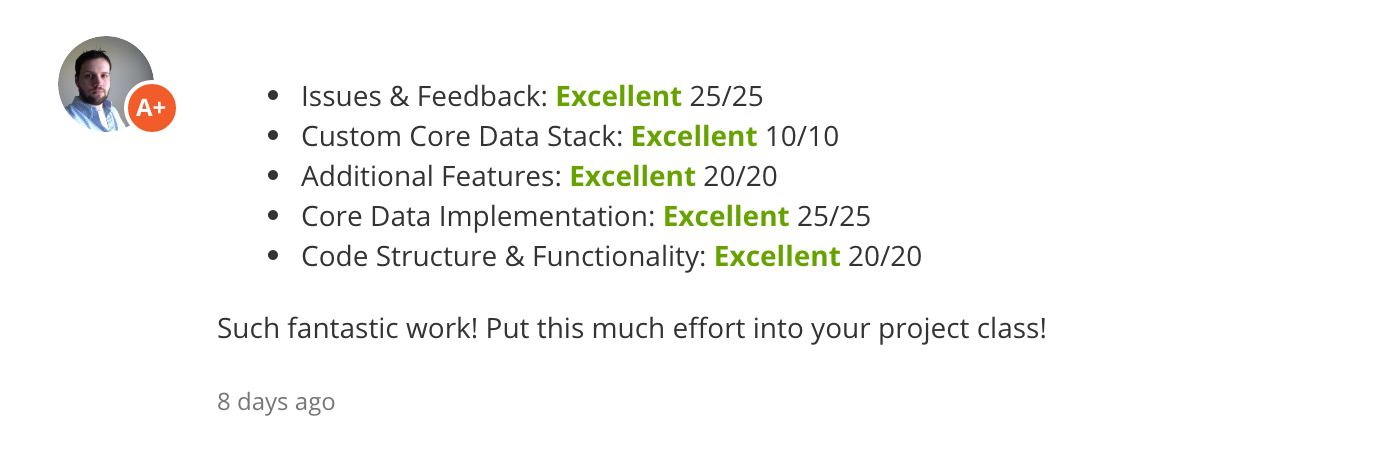 A+
Issues & Feedback: Excellent 25/25
Custom Core Data Stack: Excellent 10/10
Additional Features: Excellent 20/20
Core Data Implementation: Excellent 25/25
Code Structure & Functionality: Excellent 20/20
Such fantastic work! Put this much effort into your project class!
8 days ago